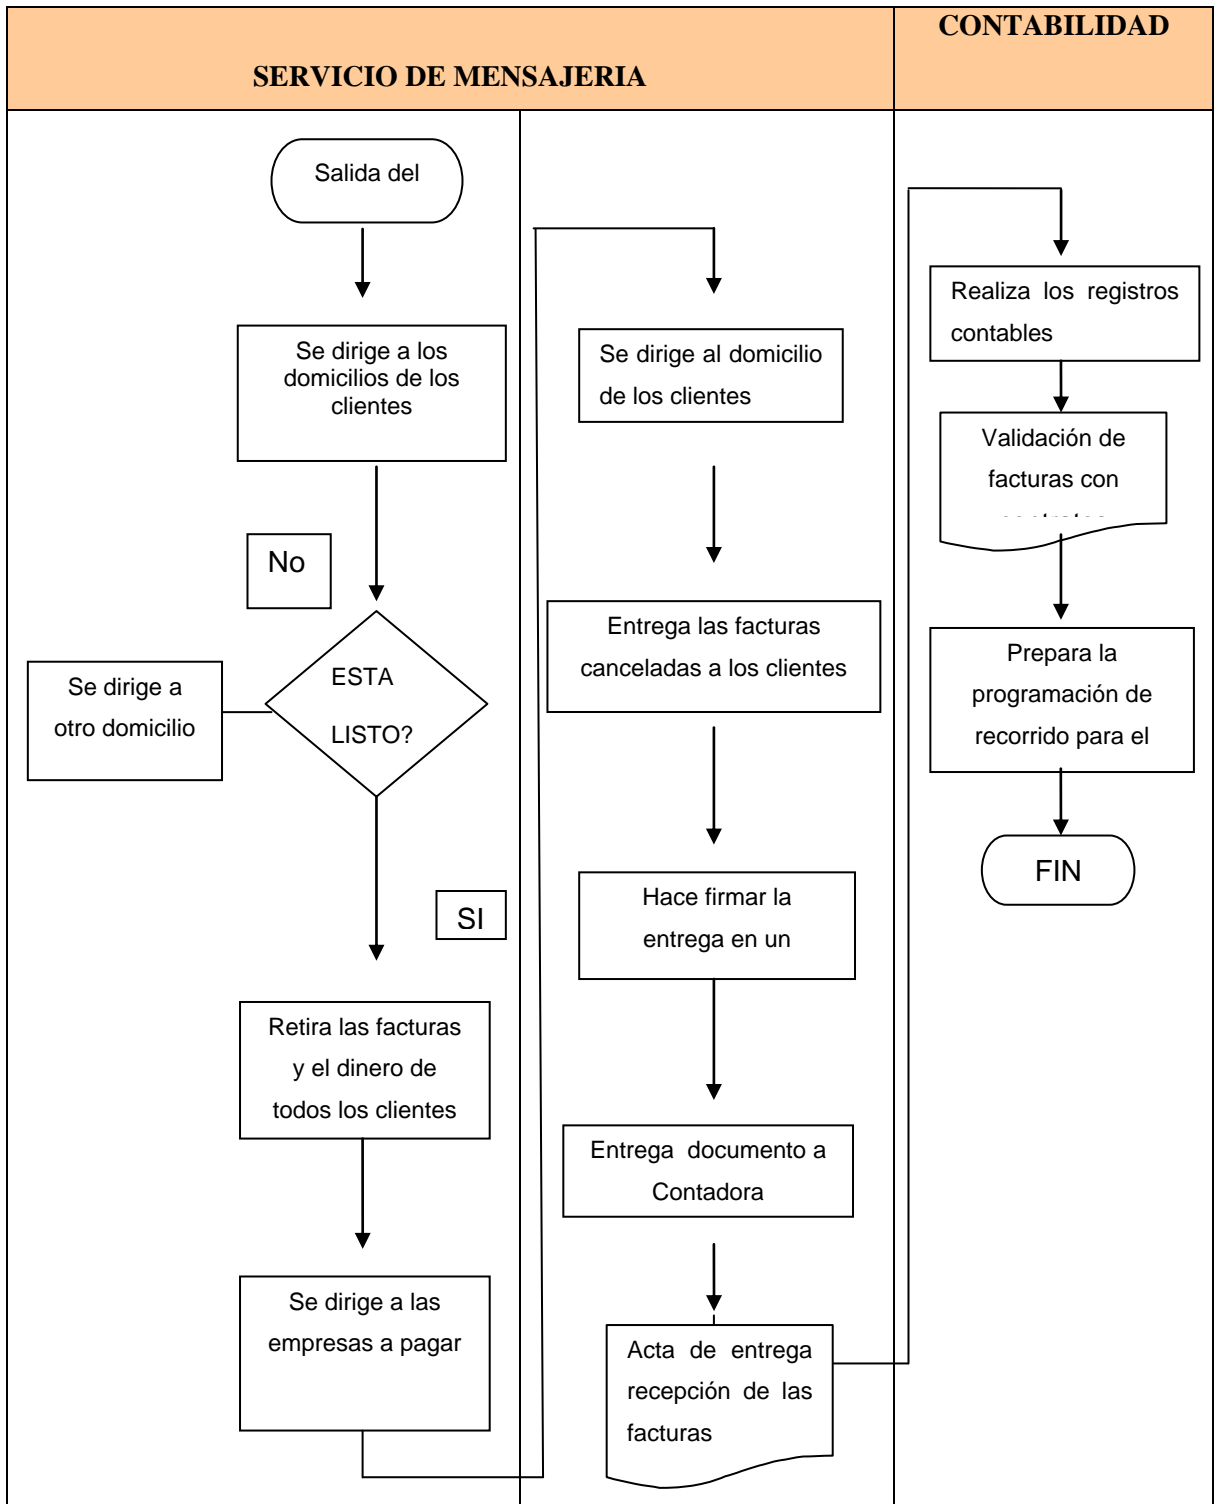 CONTABILIDAD
SERVICIO DE MENSAJERIA
Salida del
Se dirige a los
domicilios de los
clientes
No
ESTA
LISTO?
Se dirige a
otro domicilio
SI
Retira las facturas
y el dinero de
todos los clientes
Se dirige a las
empresas a pagar
Se dirige al domicilio
de los clientes
Entrega las facturas
canceladas a los clientes
Hace firmar la
entrega en un
Entrega documento a
Contadora
Acta de entrega
recepción de las
facturas
Realiza los registros
contables
Validación de
facturas con
Prepara la
programación de
recorrido para el
FIN